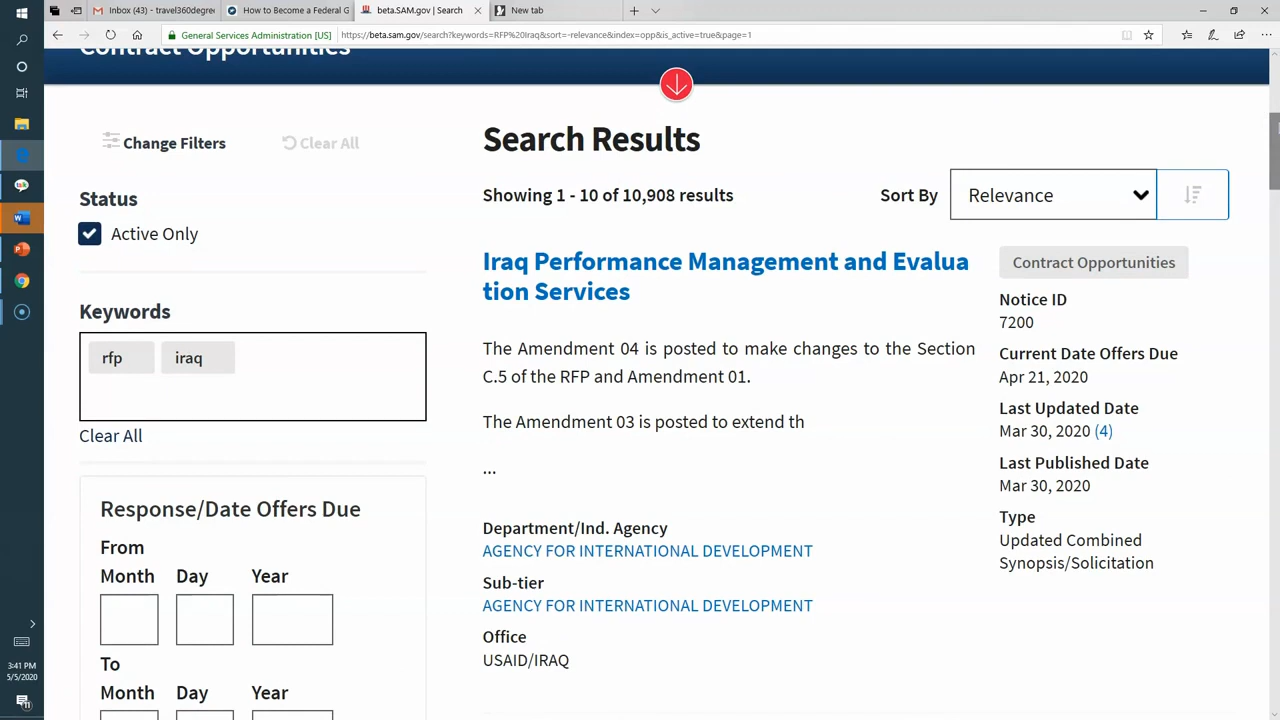 Inbox (43) - travel360degre
How to Become a Federal G
beta.SAM.gov | Search
New tab
General Services Administration [US]
https://beta.sam.gov/search?keywords=RFP%20Iraq&sort=-relevance&index=opp&is_active=true&page=1
Contract Opportunities
Change Filters
Clear All
Status
Active Only
Keywords
rfp iraq
Clear All
Response/Date Offers Due
From
Month Day Year
To
Month Day Year
Search Results
Showing 1 - 10 of 10,908 results
Sort By Relevance
Iraq Performance Management and Evalua
tion Services
The Amendment 04 is posted to make changes to the Section
C.5 of the RFP and Amendment 01.
The Amendment 03 is posted to extend th
...
Department/Ind. Agency
AGENCY FOR INTERNATIONAL DEVELOPMENT
Sub-tier
AGENCY FOR INTERNATIONAL DEVELOPMENT
Office
USAID/IRAQ
Contract Opportunities
Notice ID
7200
Current Date Offers Due
Apr 21, 2020
Last Updated Date
Mar 30, 2020 (4)
Last Published Date
Mar 30, 2020
Type
Updated Combined
Synopsis/Solicitation
3:41 PM
5/5/2020